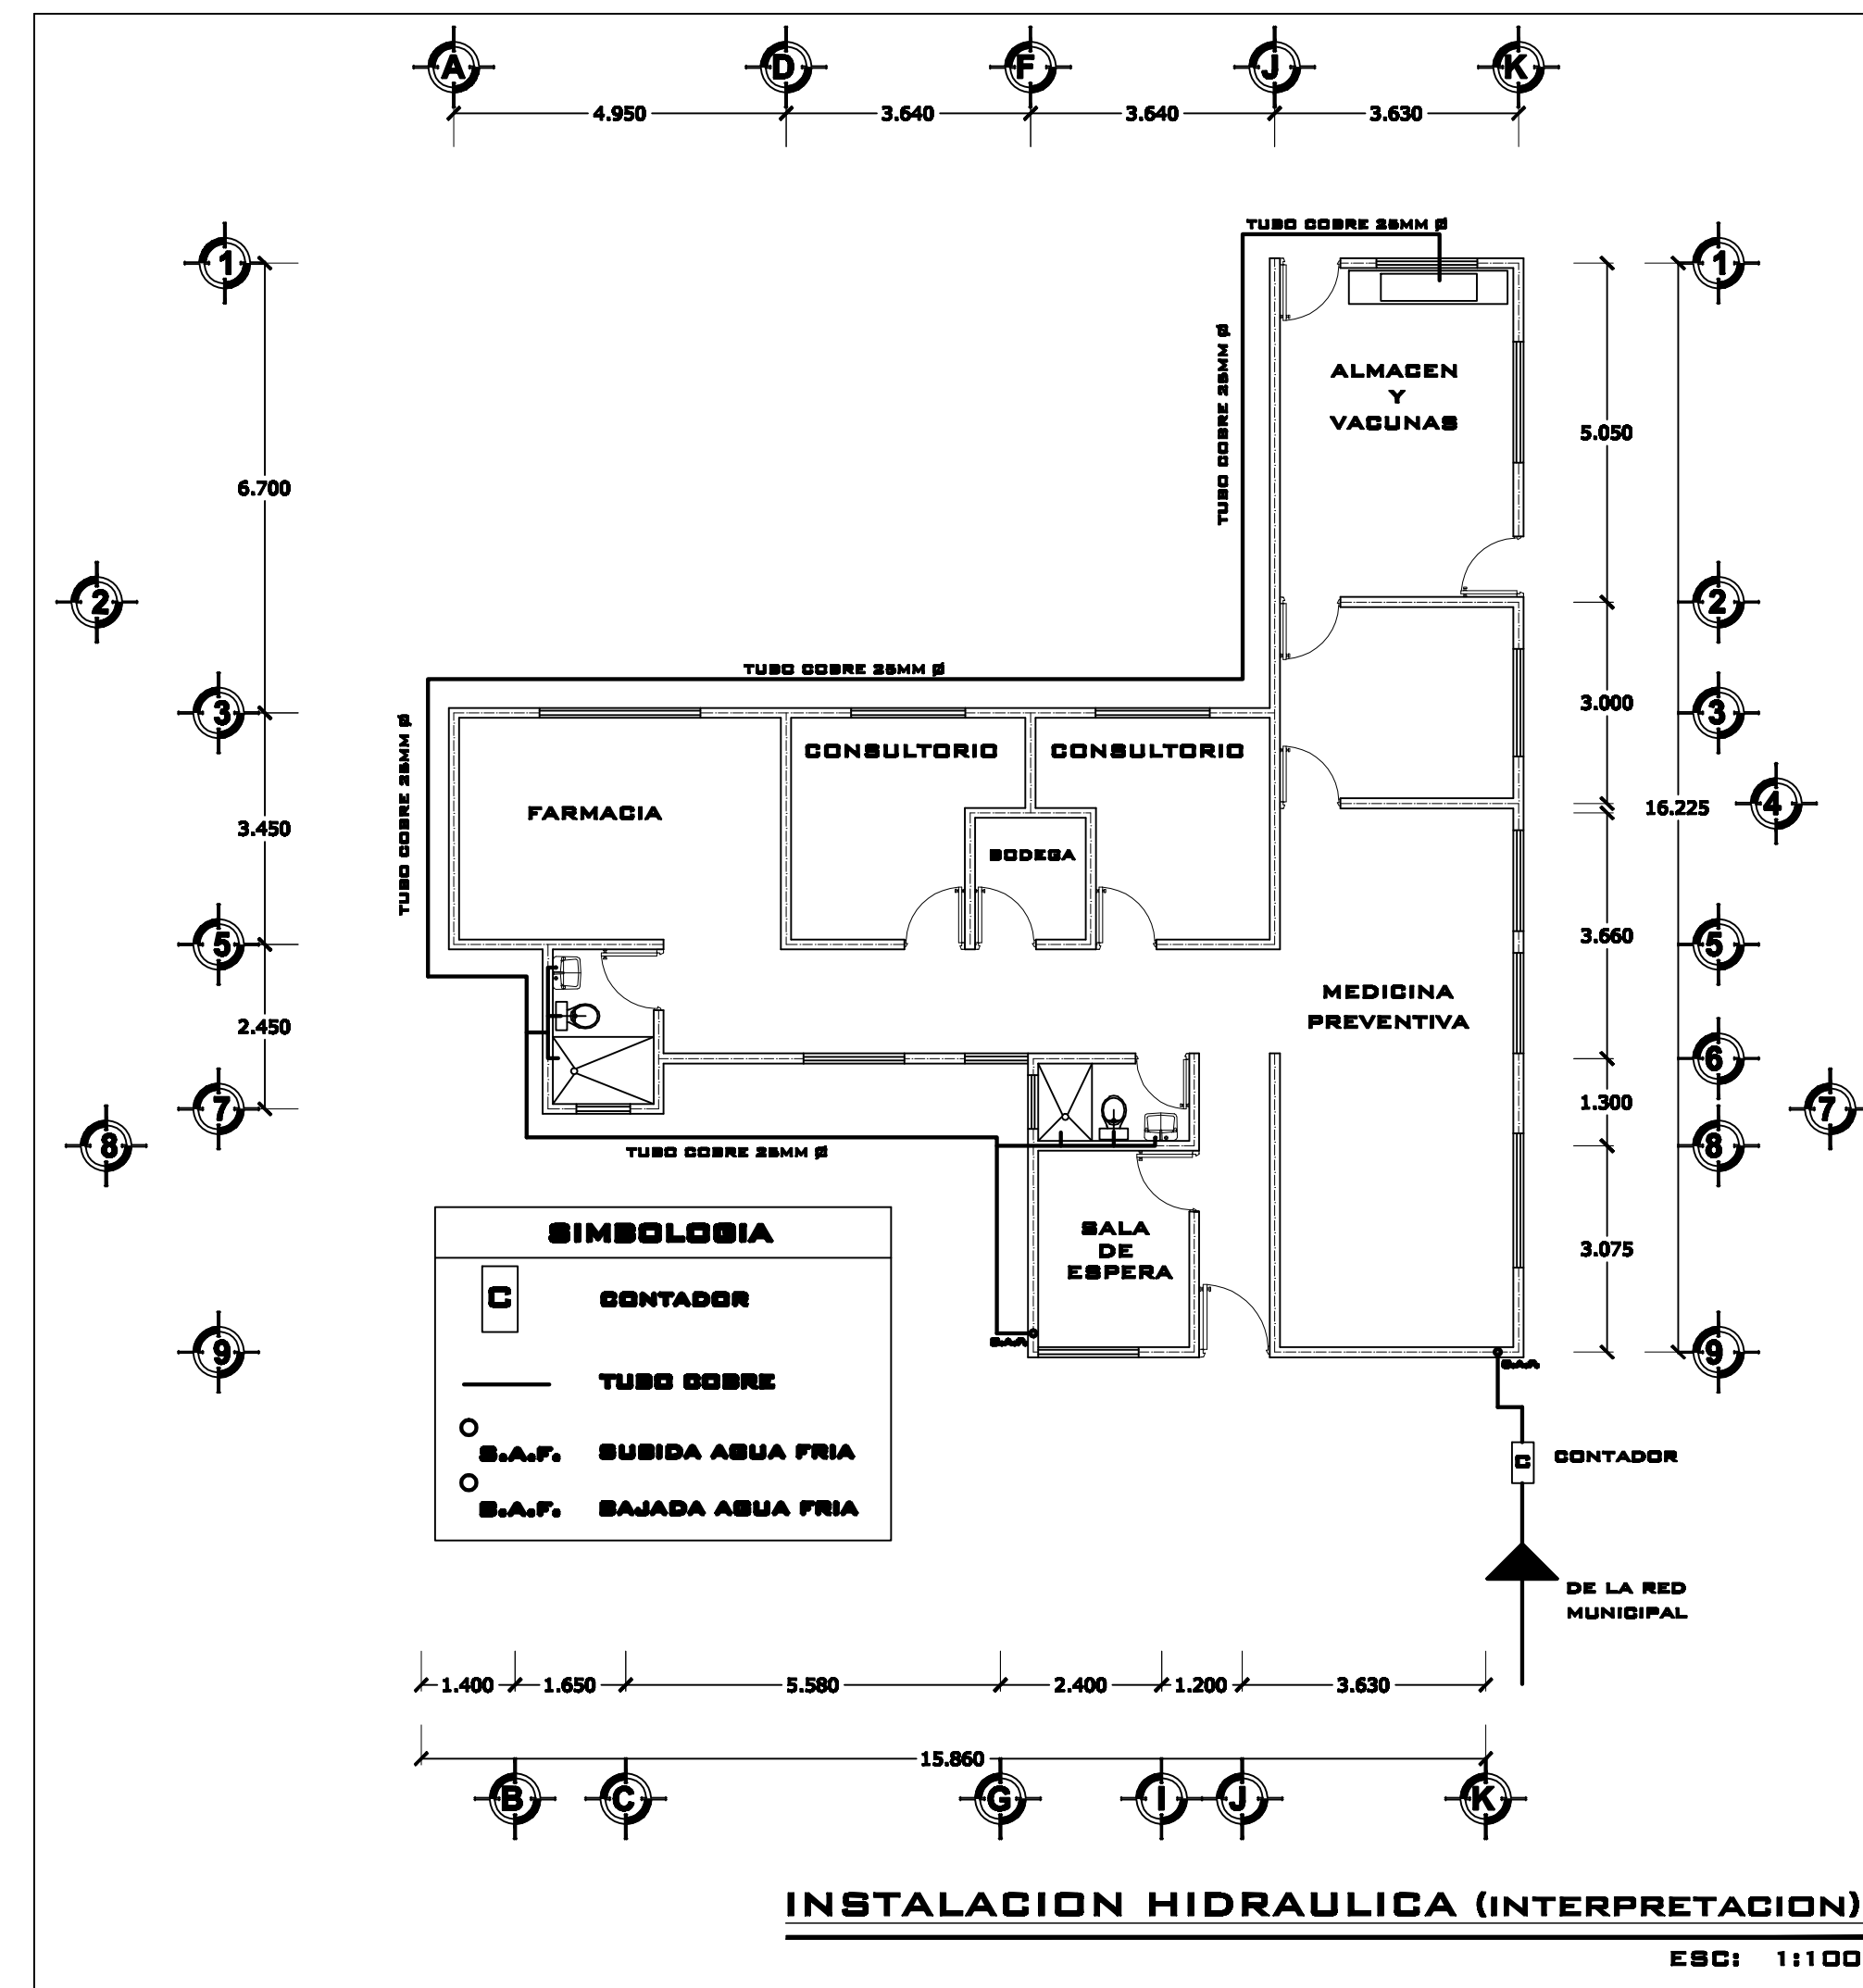 A D F J K
4.950 3.640 3.640 3.630
TUBO COBRE 25MM Ø
1 1
TUBO COBRE 25MM Ø
ALMACEN
Y
VACUNAS
5.050
6.700
2 2
TUBO COBRE 25MM Ø
3 3.000 3
TUBO COBRE 25MM Ø
CONSULTORIO CONSULTORIO
FARMACIA
16.225 4
3.450
BODEGA
5 3.660 5
MEDICINA
PREVENTIVA
2.450
6
7 1.300 7
8 8
TUBO COBRE 25MM Ø
SIMBOLOGIA
SALA
DE
ESPERA
3.075
C CONTADOR
9 9
TUBO COBRE
S.A.F. SUBIDA AGUA FRIA
B.A.F. BAJADA AGUA FRIA
C CONTADOR
DE LA RED
MUNICIPAL
1.400 1.650 5.580 2.400 1.200 3.630
15.860
B C G I J K
INSTALACION HIDRAULICA (INTERPRETACION)
ESC: 1:100